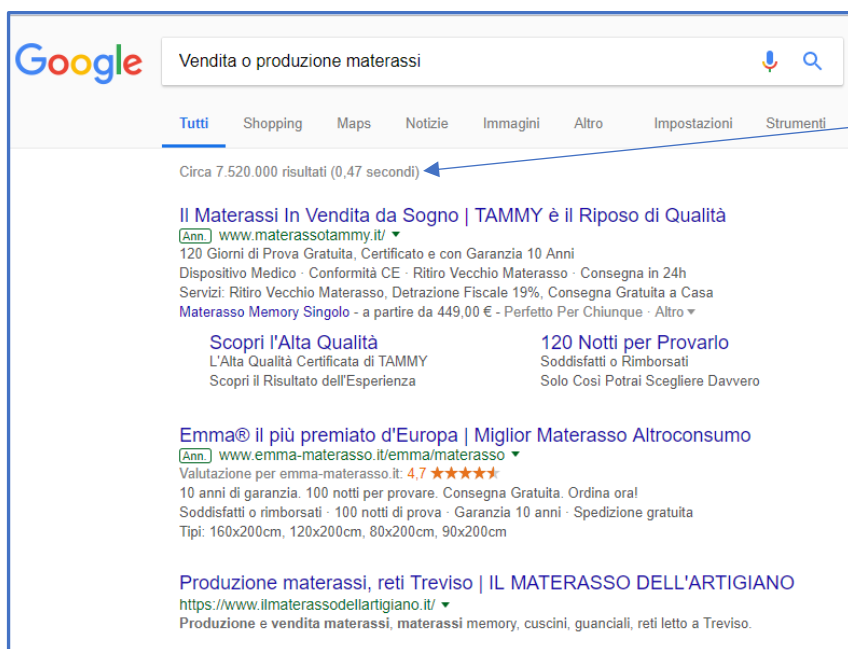 Google
Vendita o produzione materassi
Tutti Shopping Maps Notizie Immagini Altro Impostazioni Strumenti
Circa 7.520.000 risultati (0,47 secondi)
Il Materassi In Vendita da Sogno | TAMMY è il Riposo di Qualità
Ann. www.materassotammy.it/
120 Giorni di Prova Gratuita, Certificato e con Garanzia 10 Anni
Dispositivo Medico · Conformità CE · Ritiro Vecchio Materasso · Consegna in 24h
Servizi: Ritiro Vecchio Materasso, Detrazione Fiscale 19%, Consegna Gratuita a Casa
Materasso Memory Singolo - a partire da 449,00 € - Perfetto Per Chiunque · Altro
Scopri l'Alta Qualità
L'Alta Qualità Certificata di TAMMY
Scopri il Risultato dell'Esperienza
120 Notti per Provarlo
Soddisfatti o Rimborsati
Solo Così Potrai Scegliere Davvero
Emma® il più premiato d'Europa | Miglior Materasso Altroconsumo
Ann. www.emma-materasso.it/emma/materasso
Valutazione per emma-materasso.it: 4,7
10 anni di garanzia. 100 notti per provare. Consegna Gratuita. Ordina ora!
Soddisfatti o rimborsati · 100 notti di prova · Garanzia 10 anni · Spedizione gratuita
Tipi: 160x200cm, 120x200cm, 80x200cm, 90x200cm
Produzione materassi, reti Treviso | IL MATERASSO DELL'ARTIGIANO
https://www.ilmaterassodellartigiano.it/
Produzione e vendita materassi, materassi memory, cuscini, guanciali, reti letto a Treviso.